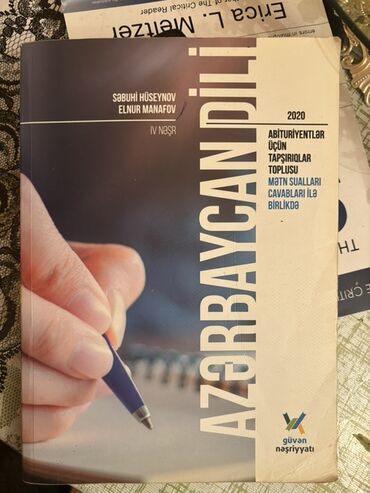 Erica L. Meltzer
SƏBUHİ HÜSEYNOV
ELNUR MANAFOV
IV NƏŞR
AZƏRBAYCAN DİLİ
2020
ABİTURİYENTLƏR
ÜÇÜN
TAPŞIRIQLAR
TOPLUSU
MƏTN SUALLARI
CAVABLARI İLƏ
BİRLİKDƏ
güvən
nəşriyyatı